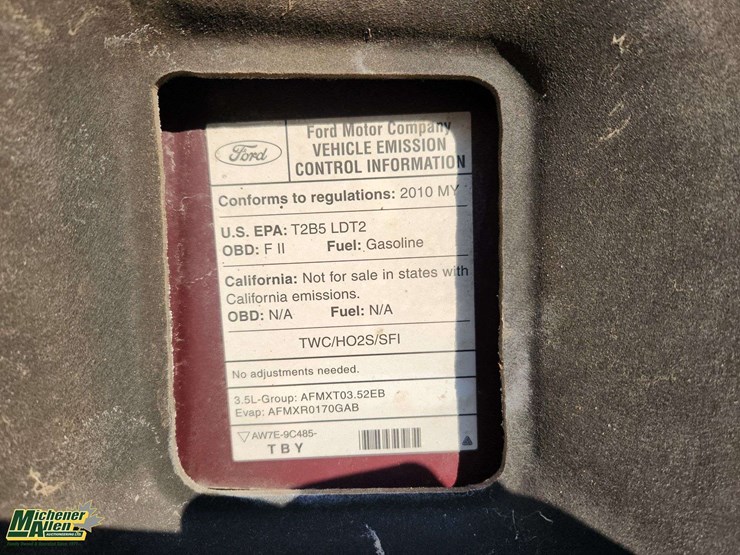 Ford
Ford Motor Company
VEHICLE EMISSION
CONTROL INFORMATION
Conforms to regulations: 2010 MY
U.S. EPA: T2B5 LDT2
OBD: F II Fuel: Gasoline
California: Not for sale in states with
California emissions.
OBD: N/A Fuel: N/A
TWC/HO2S/SFI
No adjustments needed.
3.5L-Group: AFMXT03.52EB
Evap: AFMXR0170GAB
AW7E-9C485-
TBY
Michener
Allen
AUCTIONEERING LTD.